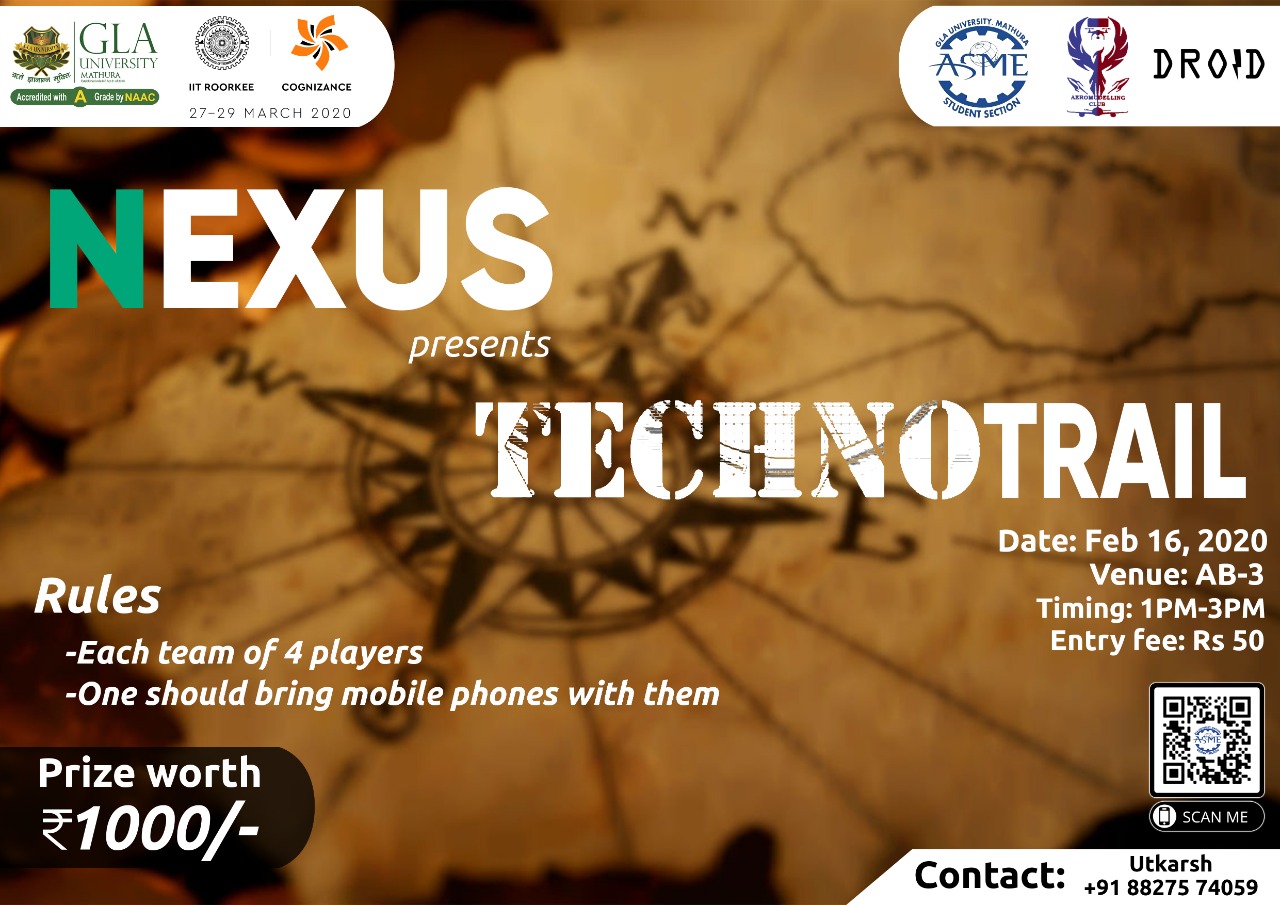 GLA
UNIVERSITY
MATHURA
Accredited with A Grade by NAAC
IIT ROORKEE
COGNIZANCE
27–29 MARCH 2020
GLA UNIVERSITY, MATHURA
ASME
STUDENT SECTION
AEROMODELLING
CLUB
DROID
N
W
E
NEXUS
presents
TECHNOTRAIL
Date: Feb 16, 2020
Venue: AB-3
Timing: 1PM-3PM
Entry fee: Rs 50
Rules
-Each team of 4 players
-One should bring mobile phones with them
Prize worth
₹1000/-
ASME
SCAN ME
Contact:
Utkarsh
+91 88275 74059